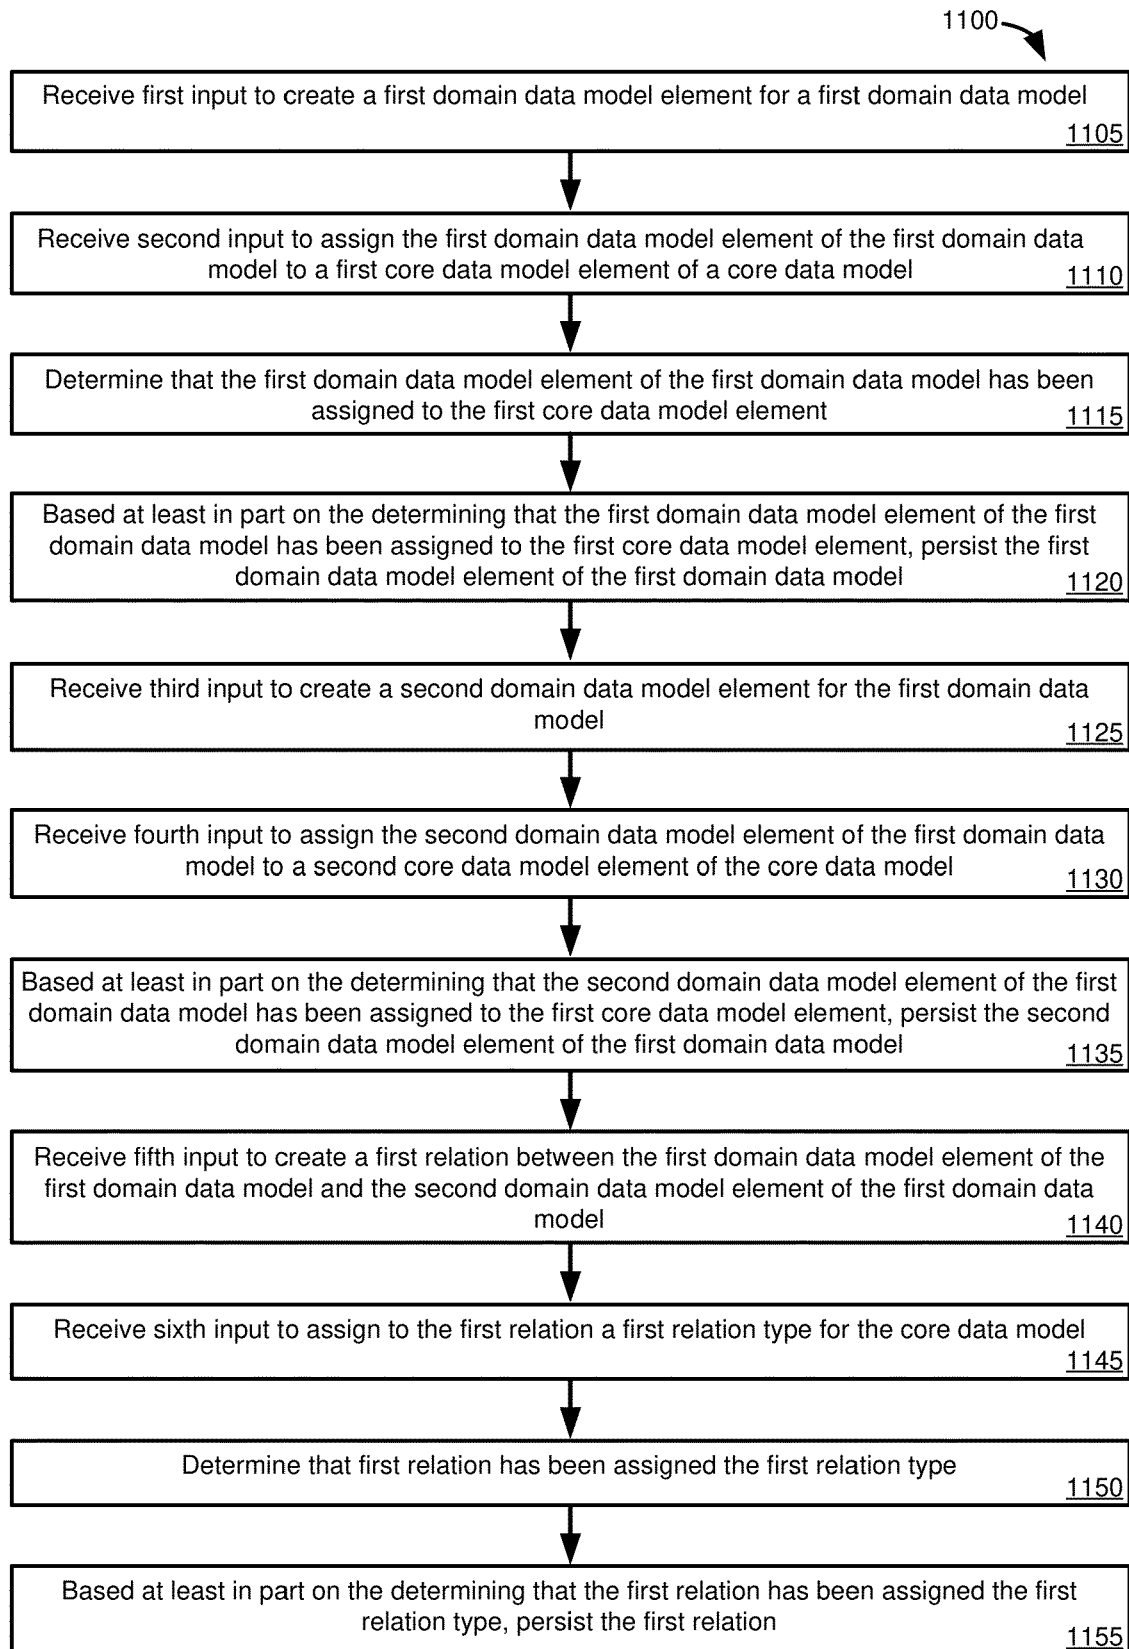 1100
Receive first input to create a first domain data model element for a first domain data model
1105
Receive second input to assign the first domain data model element of the first domain data
model to a first core data model element of a core data model
1110
Determine that the first domain data model element of the first domain data model has been
assigned to the first core data model element
1115
Based at least in part on the determining that the first domain data model element of the first
domain data model has been assigned to the first core data model element, persist the first
domain data model element of the first domain data model
1120
Receive third input to create a second domain data model element for the first domain data
model
1125
Receive fourth input to assign the second domain data model element of the first domain data
model to a second core data model element of the core data model
1130
Based at least in part on the determining that the second domain data model element of the first
domain data model has been assigned to the first core data model element, persist the second
domain data model element of the first domain data model
1135
Receive fifth input to create a first relation between the first domain data model element of the
first domain data model and the second domain data model element of the first domain data
model
1140
Receive sixth input to assign to the first relation a first relation type for the core data model
1145
Determine that first relation has been assigned the first relation type
1150
Based at least in part on the determining that the first relation has been assigned the first
relation type, persist the first relation
1155